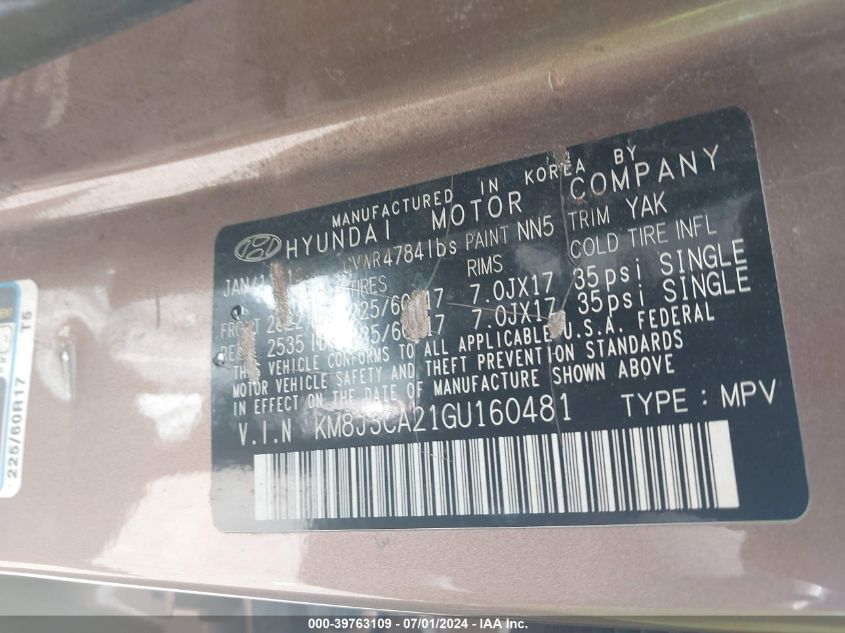 MANUFACTURED IN KOREA BY
HYUNDAI MOTOR COMPANY
GVWR 4784lbs PAINT NN5 TRIM YAK
RIMS COLD TIRE INFL
7.0JX17 35psi SINGLE
2535 7.0JX17 35psi SINGLE
THIS VEHICLE CONFORMS TO ALL APPLICABLE U.S.A. FEDERAL
MOTOR VEHICLE SAFETY AND THEFT PREVENTION STANDARDS
IN EFFECT ON THE DATE OF MANUFACTURE SHOWN ABOVE
V.I.N KM8J3CA21GU160481 TYPE : MPV
225/60R17 T5
000-39763109 - 07/01/2024 - IAA Inc.